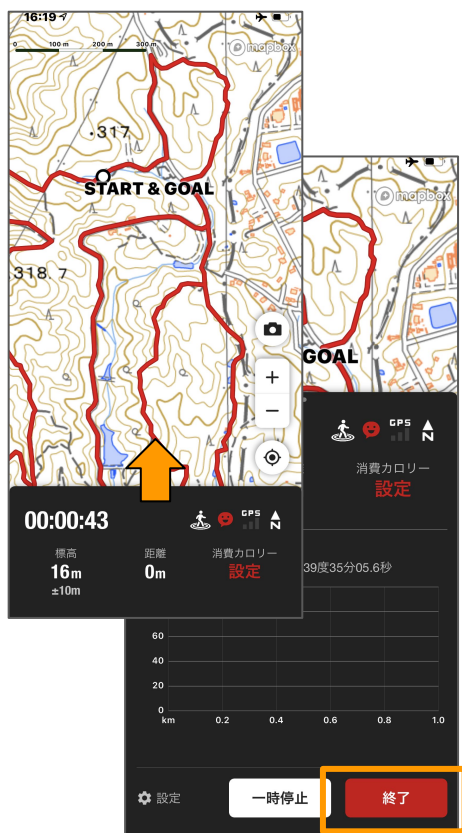 16:19
0 100 m 200 m 300 m
mapbox
317
START & GOAL
318.7
00:00:43
GPS
N
標高 距離 消費カロリー
16m 0m 設定
±10m
mapbox
GOAL
GPS
N
消費カロリー
設定
39度35分05.6秒
60
40
20
0
km 0.2 0.4 0.6 0.8 1.0
設定 一時停止 終了